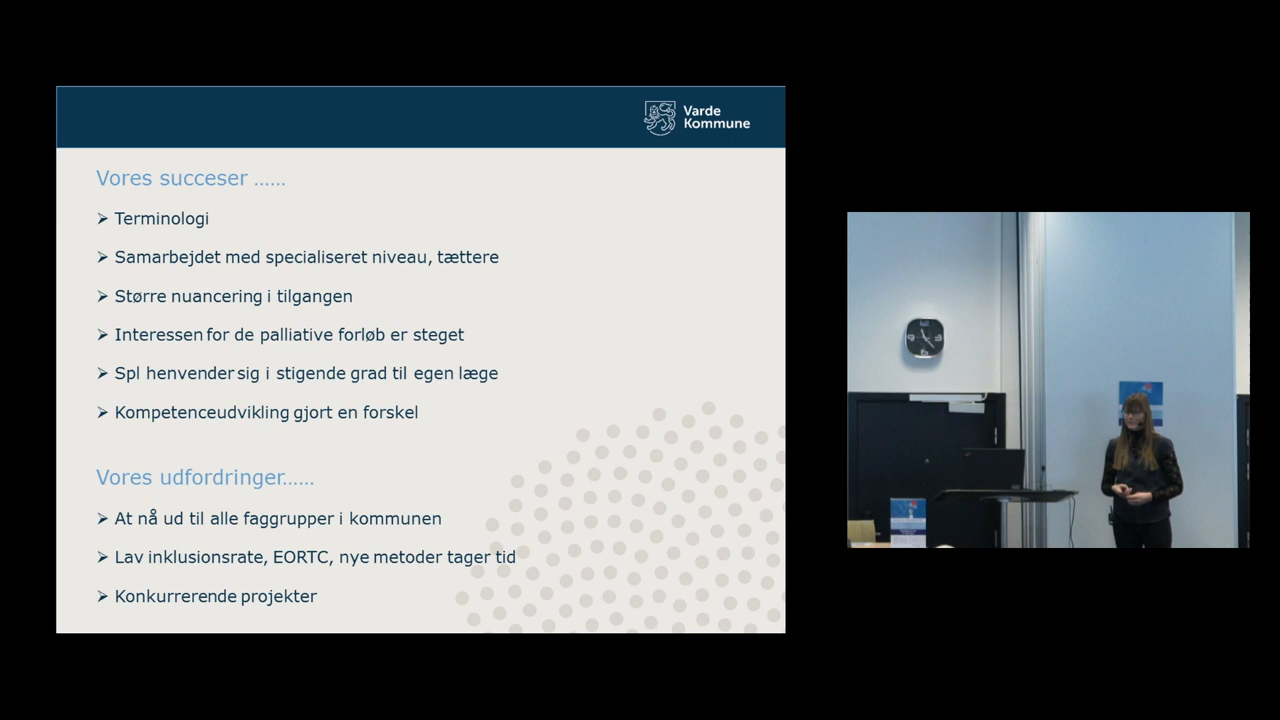 Varde
Kommune
Vores succeser ......
Terminologi
Samarbejdet med specialiseret niveau, tættere
Større nuancering i tilgangen
Interessen for de palliative forløb er steget
Spl henvender sig i stigende grad til egen læge
Kompetenceudvikling gjort en forskel
Vores udfordringer......
At nå ud til alle faggrupper i kommunen
Lav inklusionsrate, EORTC, nye metoder tager tid
Konkurrerende projekter